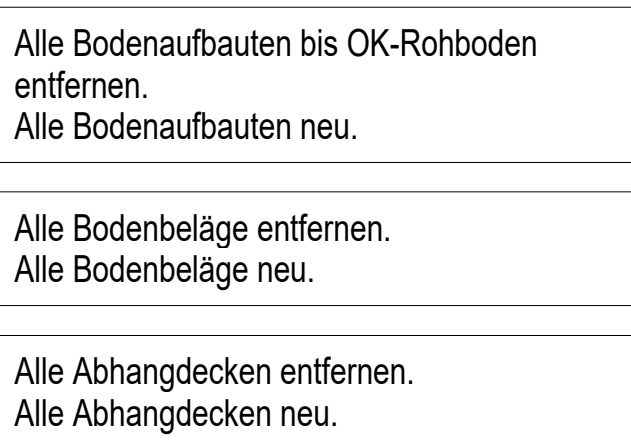 Alle Bodenaufbauten bis OK-Rohboden
entfernen.
Alle Bodenaufbauten neu.
Alle Bodenbeläge entfernen.
Alle Bodenbeläge neu.
Alle Abhangdecken entfernen.
Alle Abhangdecken neu.